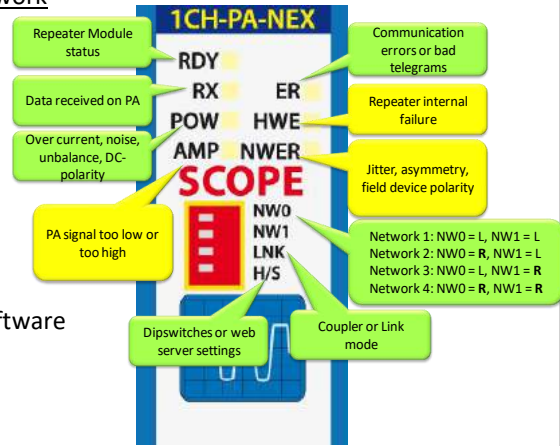 work
1CH-PA-NEX
Repeater Module
status
Communication
errors or bad
telegrams
RDY
RX
ER
Data received on PA
Repeater internal
failure
POW
HWE
Over current, noise,
unbalance, DC-
polarity
AMP
NWER
Jitter, asymmetry,
field device polarity
SCOPE
PA signal too low or
too high
NW0
NW1
LNK
H/S
Network 1: NW0 = L, NW1 = L
Network 2: NW0 = R, NW1 = L
Network 3: NW0 = L, NW1 = R
Network 4: NW0 = R, NW1 = R
ftware
Dipswitches or web
server settings
Coupler or Link
mode